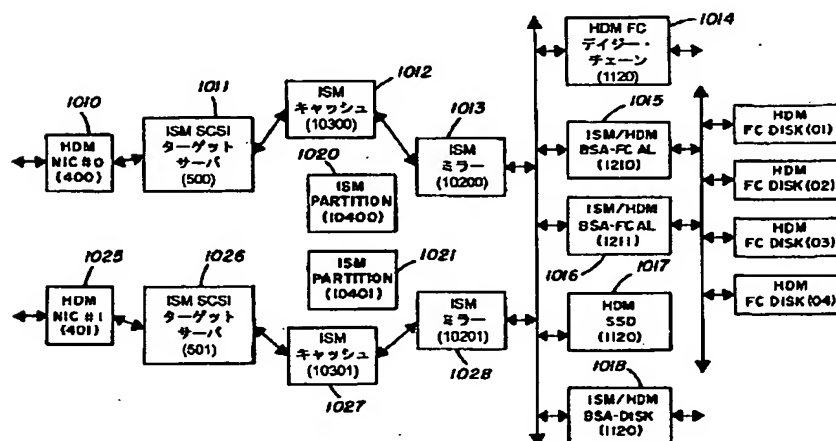 1010
HDM
NIC #0
(400)
1011
ISM SCSI
ターゲット
サーバ
(500)
1012
ISM
キャッシュ
(10300)
1013
ISM
ミラー
(10200)
1020
ISM
PARTITION
(10400)
1021
ISM
PARTITION
(10401)
1025
HDM
NIC #1
(401)
1026
ISM SCSI
ターゲット
サーバ
(501)
ISM
キャッシュ
(10301)
1027
ISM
ミラー
(10201)
1028
1014
HDM FC
デイジー・
チェーン
(1120)
1015
ISM/HDM
BSA-FC AL
(1210)
ISM/HDM
BSA-FC AL
(1211)
1016
1017
HDM
SSD
(1120)
1018
ISM/HDM
BSA-DISK
(1120)
HDM
FC DISK(01)
HDM
FC DISK(02)
HDM
FC DISK(03)
HDM
FC DISK(04)